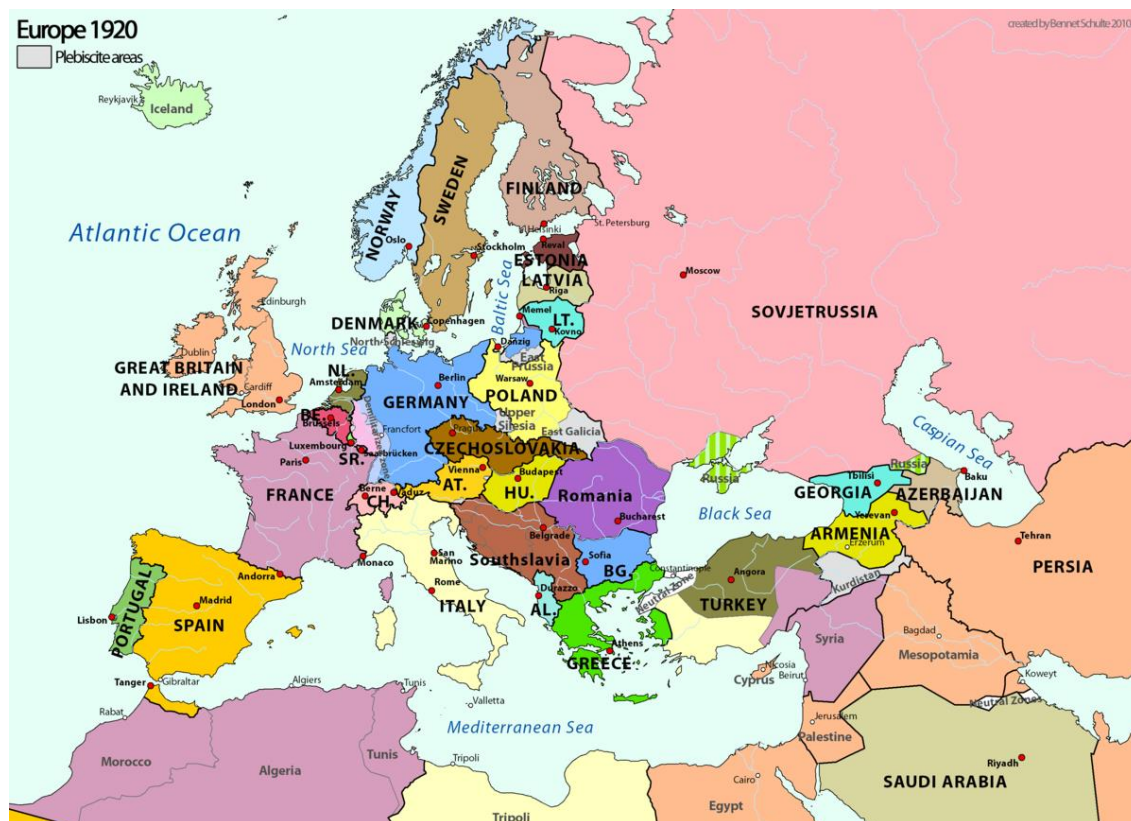 Europe 1920
created by Bennet Schulte 2010
Plebiscite areas
Reykjavik
Iceland
Atlantic Ocean
NORWAY
SWEDEN
FINLAND
Oslo
Stockholm
Helsinki
St. Petersburg
Reval
ESTONIA
LATVIA
Riga
Baltic Sea
Moscow
SOVJETRUSSIA
Edinburgh
Dublin
GREAT BRITAIN
AND IRELAND
Cardiff
London
North Sea
DENMARK
Copenhagen
North Schleswig
Memel
LT.
Kovno
Danzig
East
Prussia
NL.
Amsterdam
Berlin
GERMANY
Warsaw
POLAND
BE.
Brussels
Demilitarized zone
Francfort
Upper
Silesia
East Galicia
Prague
CZECHOSLOVAKIA
Luxembourg
Saarbrücken
SR.
Paris
FRANCE
Vienna
AT.
Budapest
HU.
Berne
CH.
Vaduz
Romania
Bucharest
Belgrade
Southslavia
Sofia
BG.
Russia
Black Sea
Caspian Sea
Russia
Tbilisi
GEORGIA
Baku
AZERBAIJAN
Yerevan
ARMENIA
Erzerum
Tehran
PERSIA
Kurdistan
Monaco
San
Marino
Rome
ITALY
Andorra
PORTUGAL
Lisbon
Madrid
SPAIN
Durazzo
AL.
Constantinople
Neutral Zone
Angora
TURKEY
Athens
GREECE
Syria
Bagdad
Mesopotamia
Nicosia
Cyprus
Beirut
Koweyt
Neutral Zones
Jerusalem
Palestine
Tanger
Gibraltar
Algiers
Tunis
Valletta
Rabat
Mediterranean Sea
Morocco
Algeria
Tunis
Tripoli
Tripoli
Cairo
Egypt
Riyadh
SAUDI ARABIA